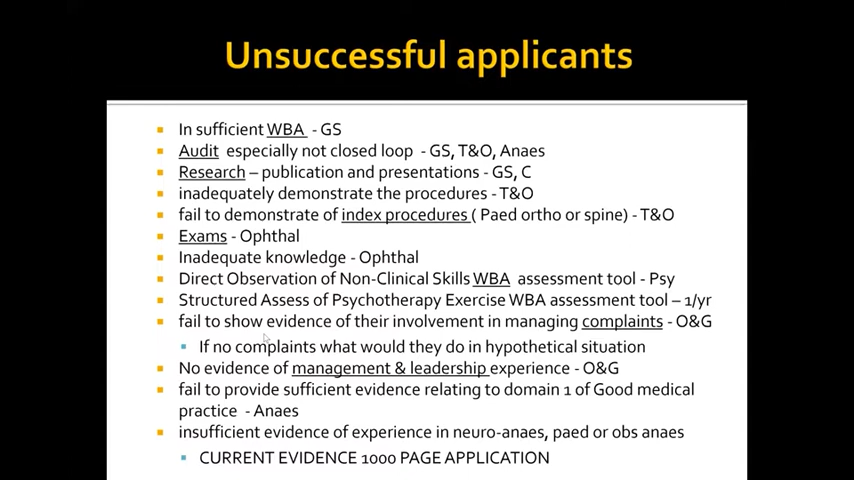 Unsuccessful applicants
In sufficient WBA - GS
Audit especially not closed loop - GS, T&O, Anaes
Research – publication and presentations - GS, C
inadequately demonstrate the procedures - T&O
fail to demonstrate of index procedures ( Paed ortho or spine) - T&O
Exams - Ophthal
Inadequate knowledge - Ophthal
Direct Observation of Non-Clinical Skills WBA assessment tool - Psy
Structured Assess of Psychotherapy Exercise WBA assessment tool – 1/yr
fail to show evidence of their involvement in managing complaints - O&G
If no complaints what would they do in hypothetical situation
No evidence of management & leadership experience - O&G
fail to provide sufficient evidence relating to domain 1 of Good medical
practice - Anaes
insufficient evidence of experience in neuro-anaes, paed or obs anaes
CURRENT EVIDENCE 1000 PAGE APPLICATION